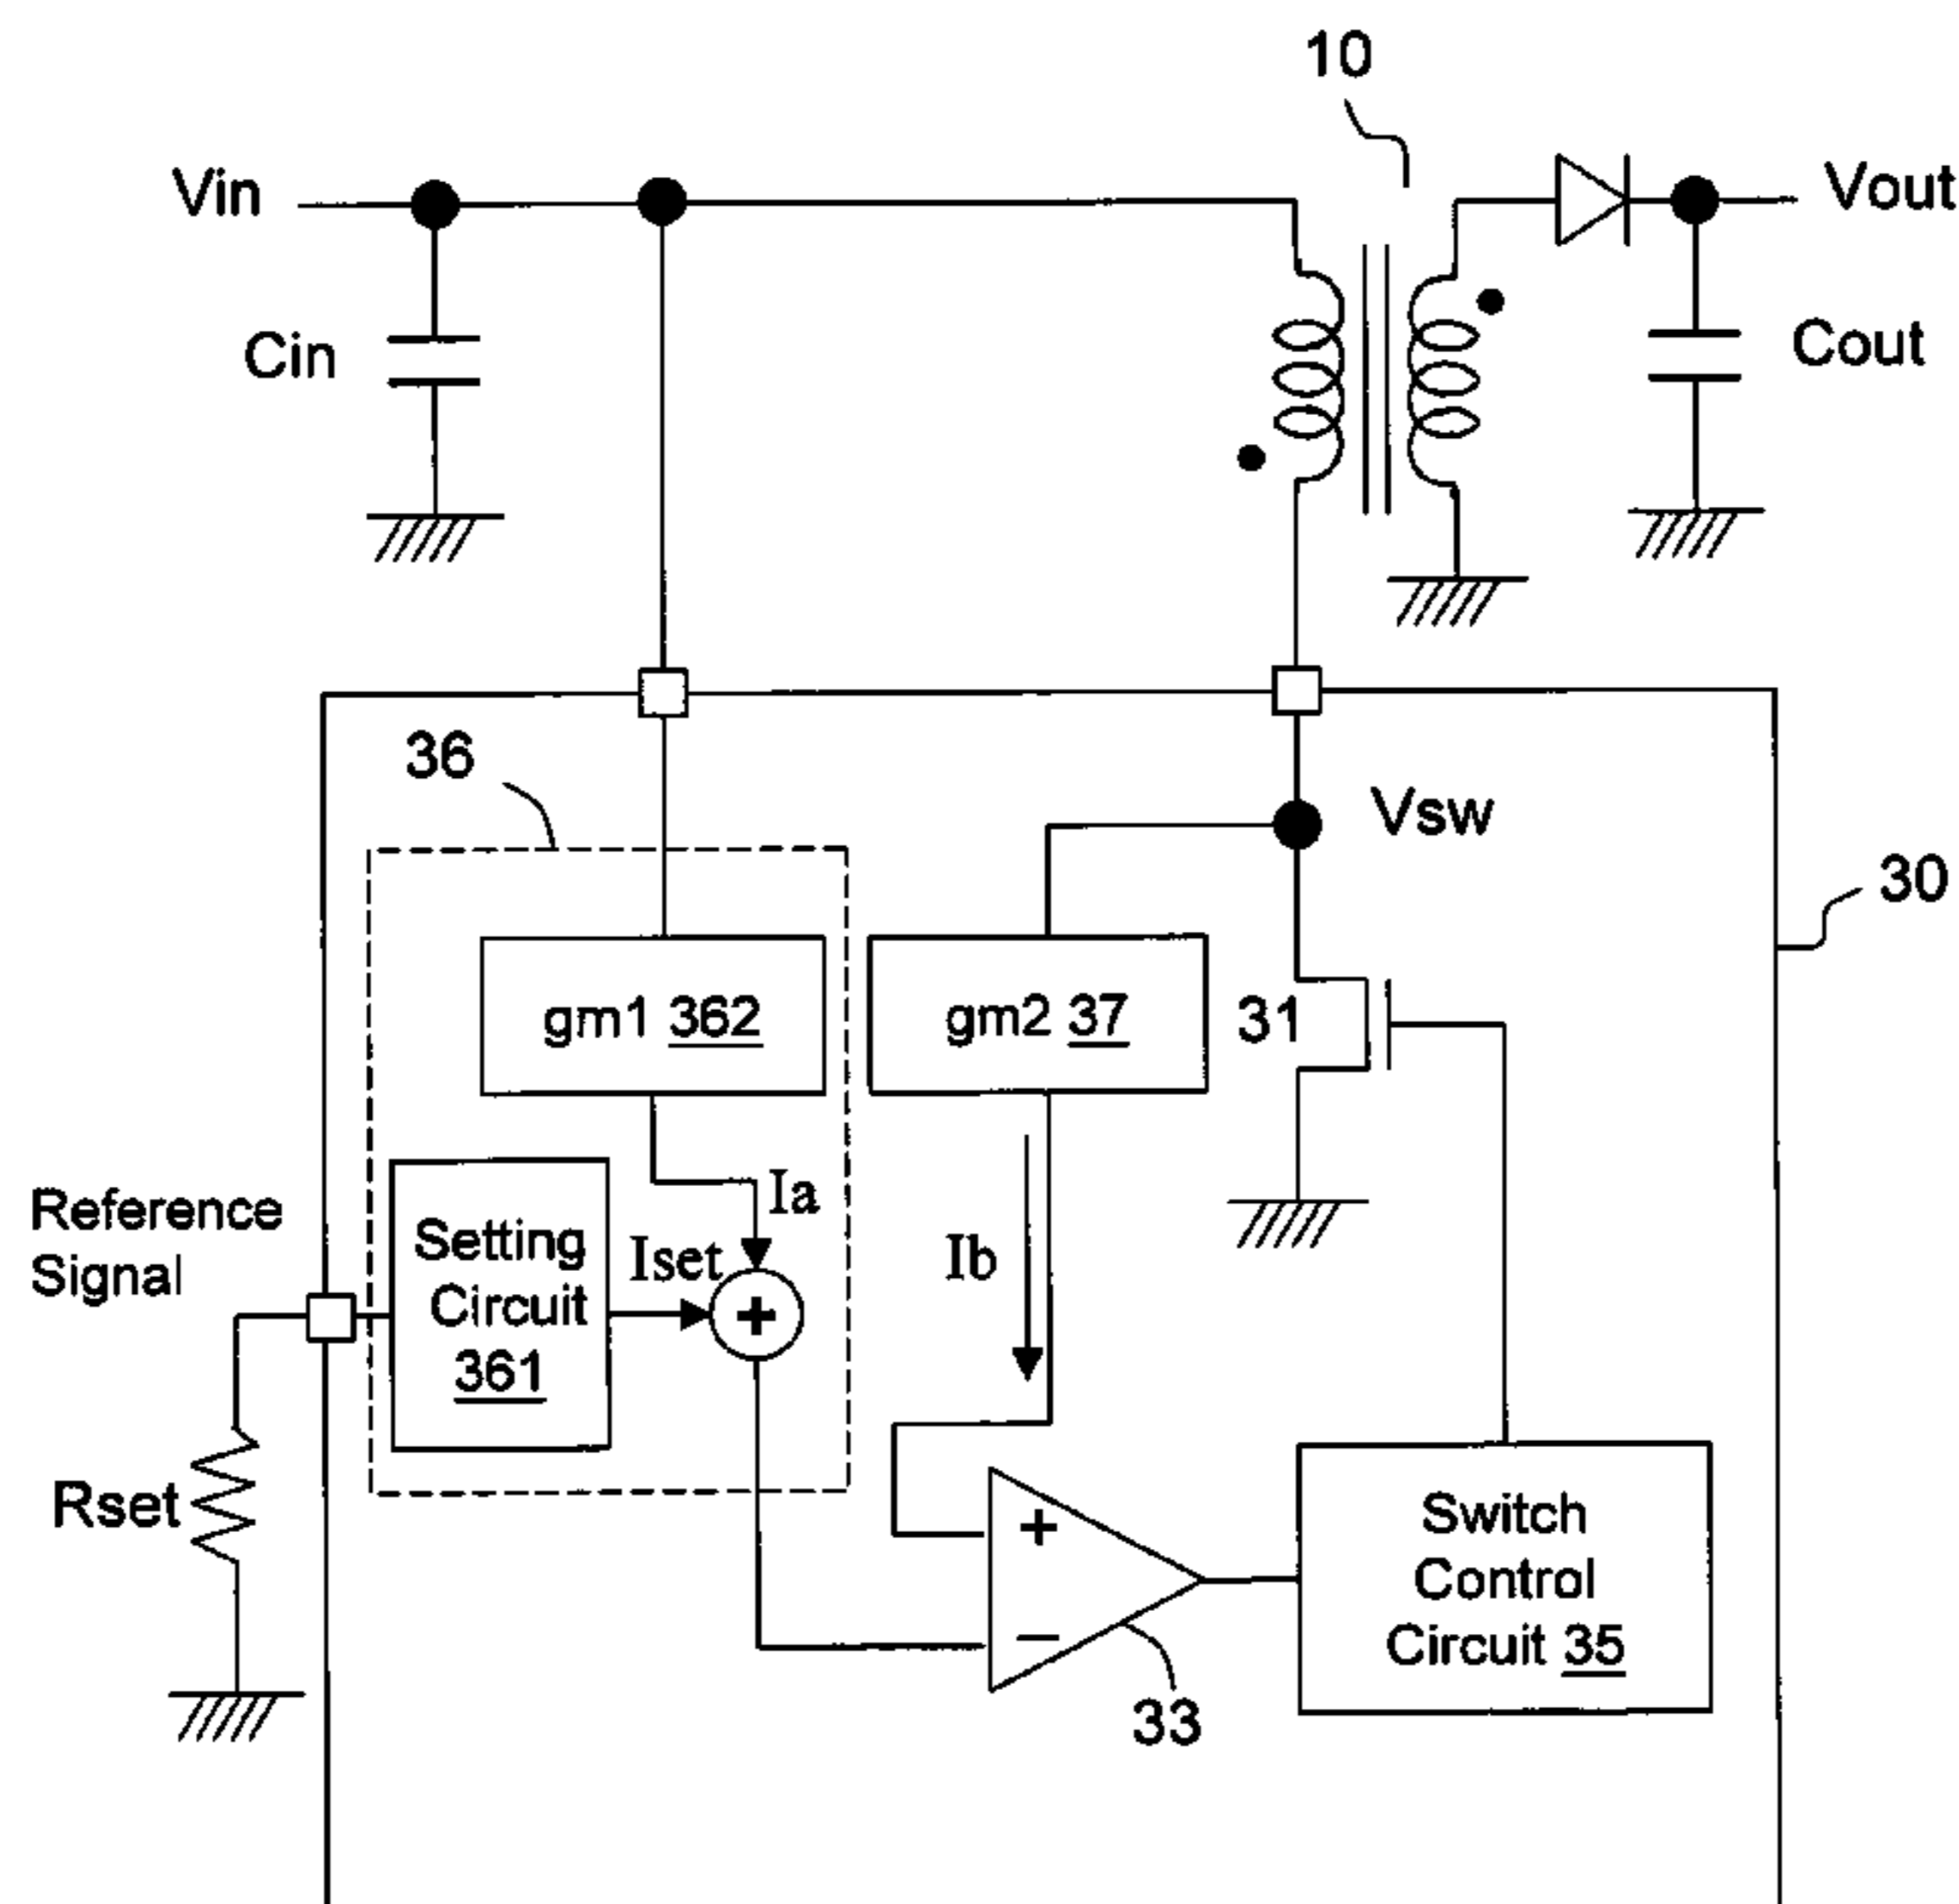 10
Vin
Vout
Cin
Cout
36
Vsw
30
gm1 362
gm2 37
31
Ia
Reference
Signal
Setting
Circuit
361
Iset
+
Ib
Rset
+
−
Switch
Control
Circuit 35
33